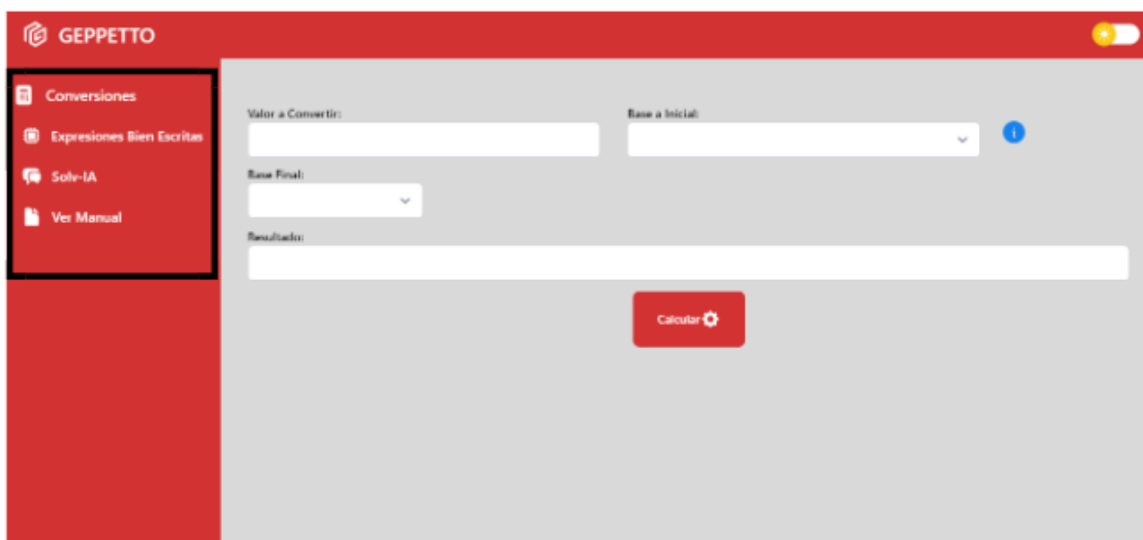 GEPPETTO
Conversiones
Expresiones Bien Escritas
Solv-IA
Ver Manual
Valor a Convertir:
Base a Inicial:
Base Final:
Resultado:
Calcular